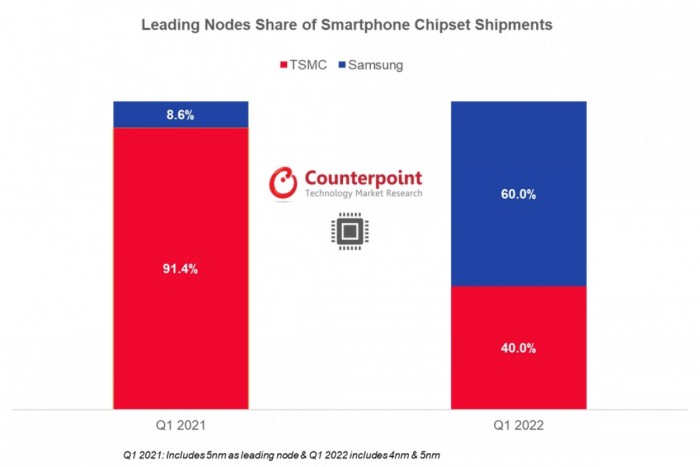 Leading Nodes Share of Smartphone Chipset Shipments
TSMC Samsung
8.6%
91.4%
Counterpoint
Technology Market Research
60.0%
40.0%
Q1 2021 Q1 2022
Q1 2021: Includes 5nm as leading node & Q1 2022 includes 4nm & 5nm